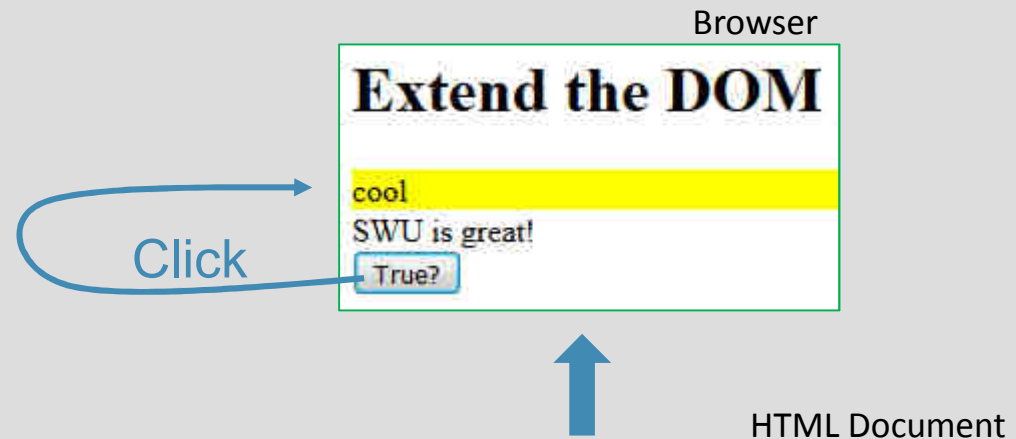 Browser
Extend the DOM
cool
SWU is great!
Click
True?
HTML Document